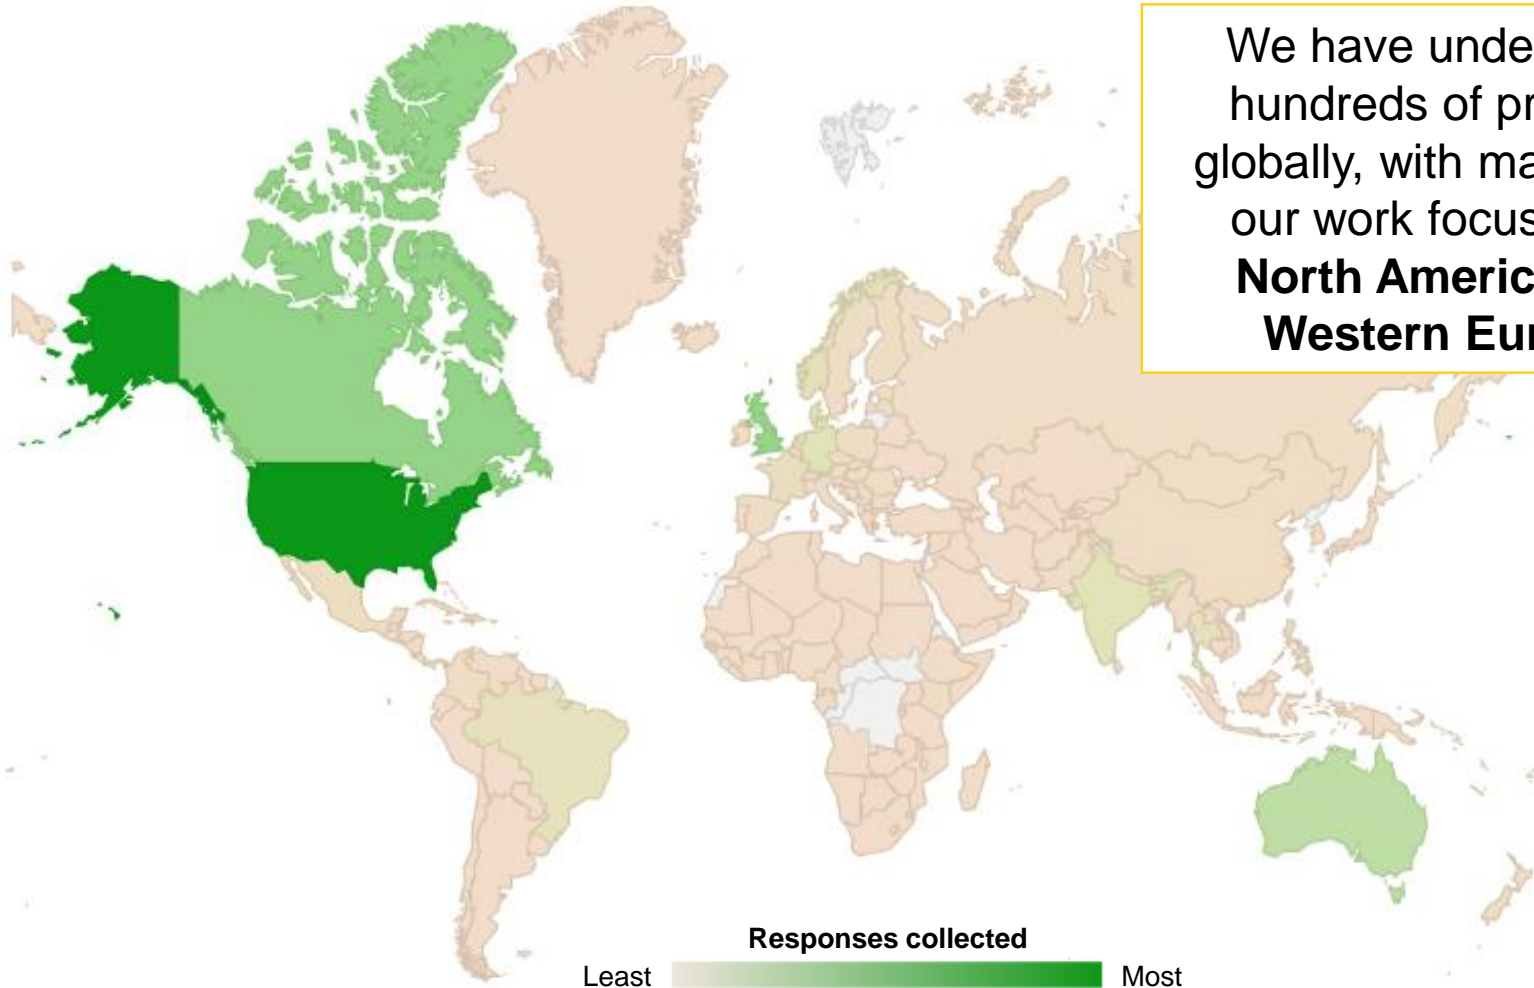 We have unde
hundreds of pr
globally, with ma
our work focus
North Americ
Western Eur
Responses collected
Least
Most